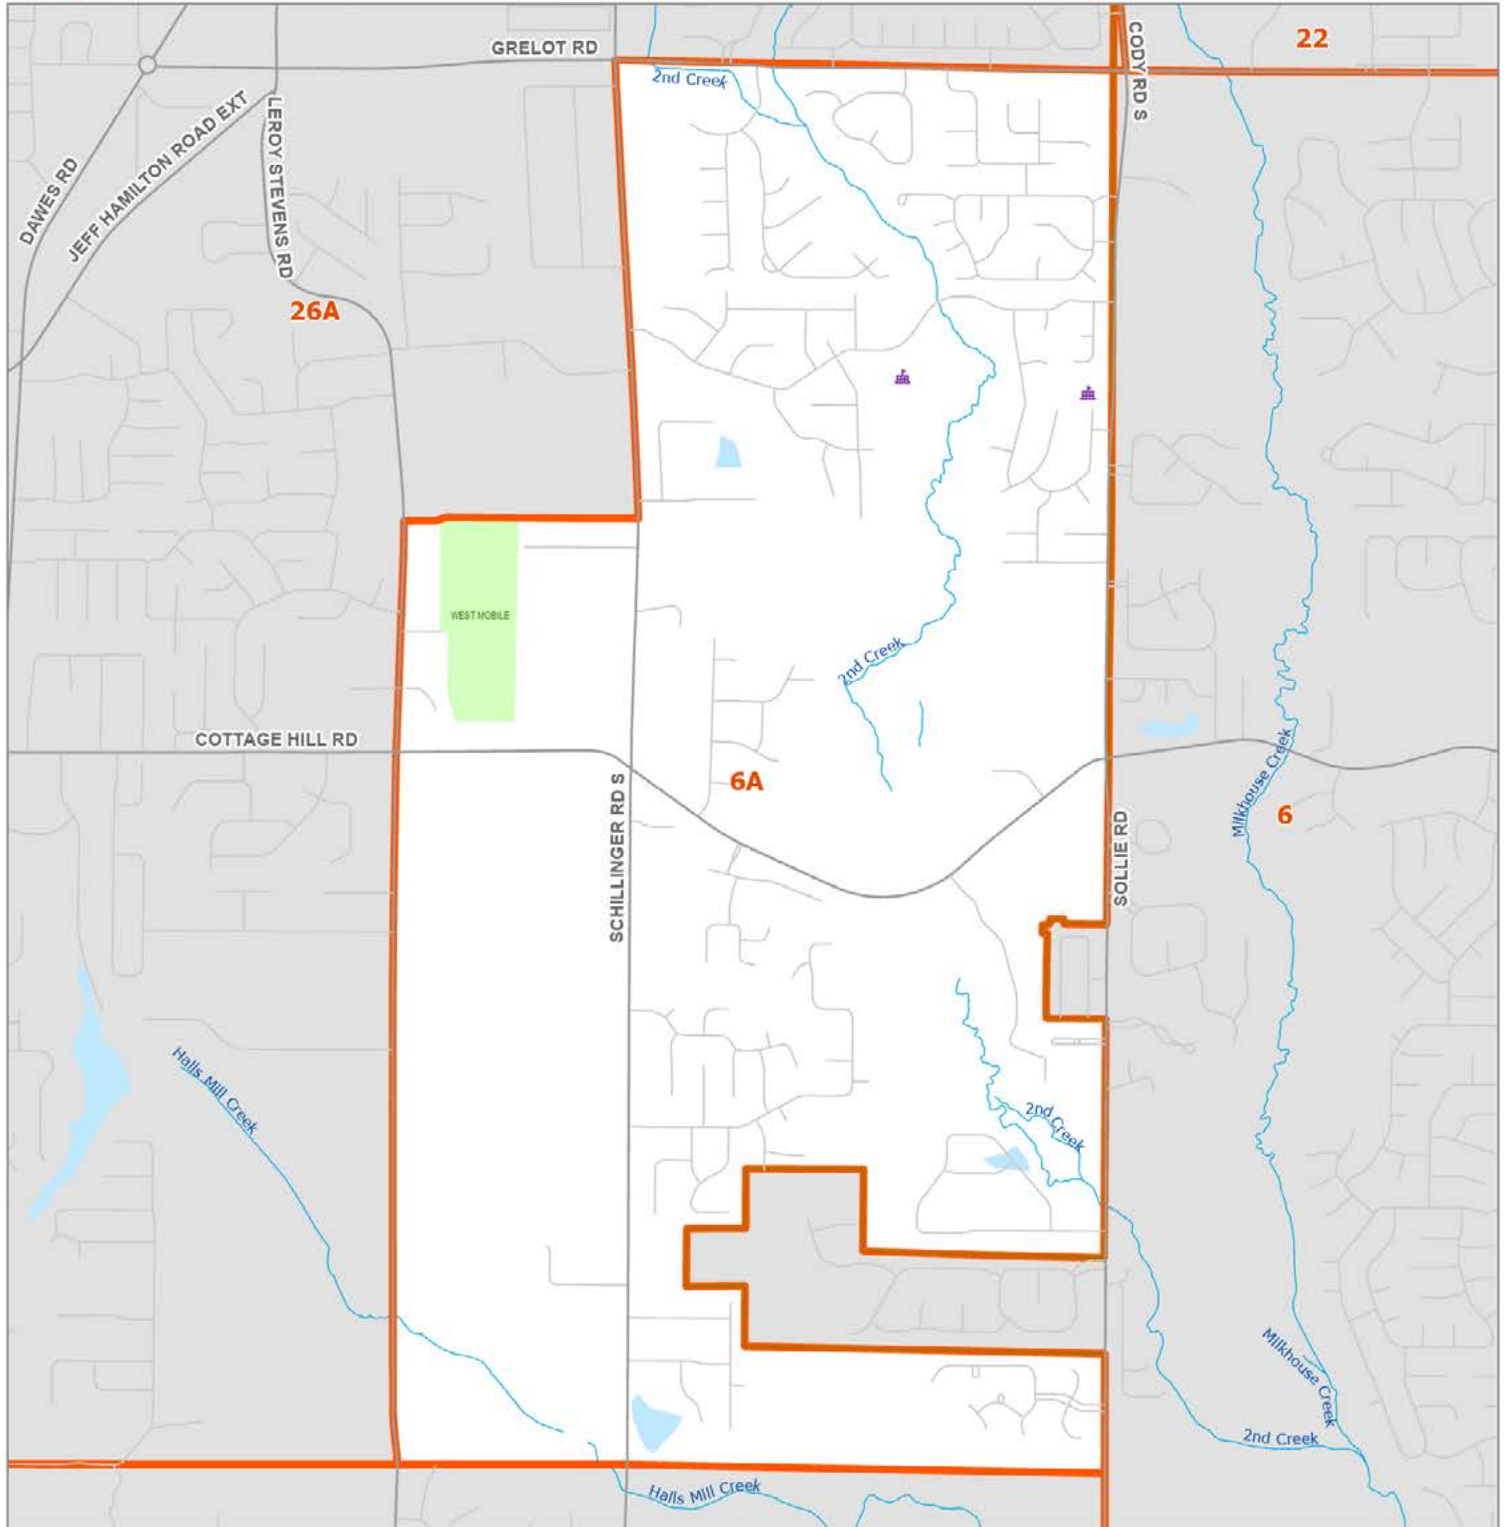 22
GRELOT RD
CODY RD S
2nd Creek
JEFF HAMILTON ROAD EXT
LEROY STEVENS RD
DAWES RD
26A
WEST MOBILE
2nd Creek
COTTAGE HILL RD
6A
Milkhouse Creek
6
SCHILLINGER RD S
SOLLIE RD
Halls Mill Creek
2nd Creek
Milkhouse Creek
2nd Creek
Halls Mill Creek